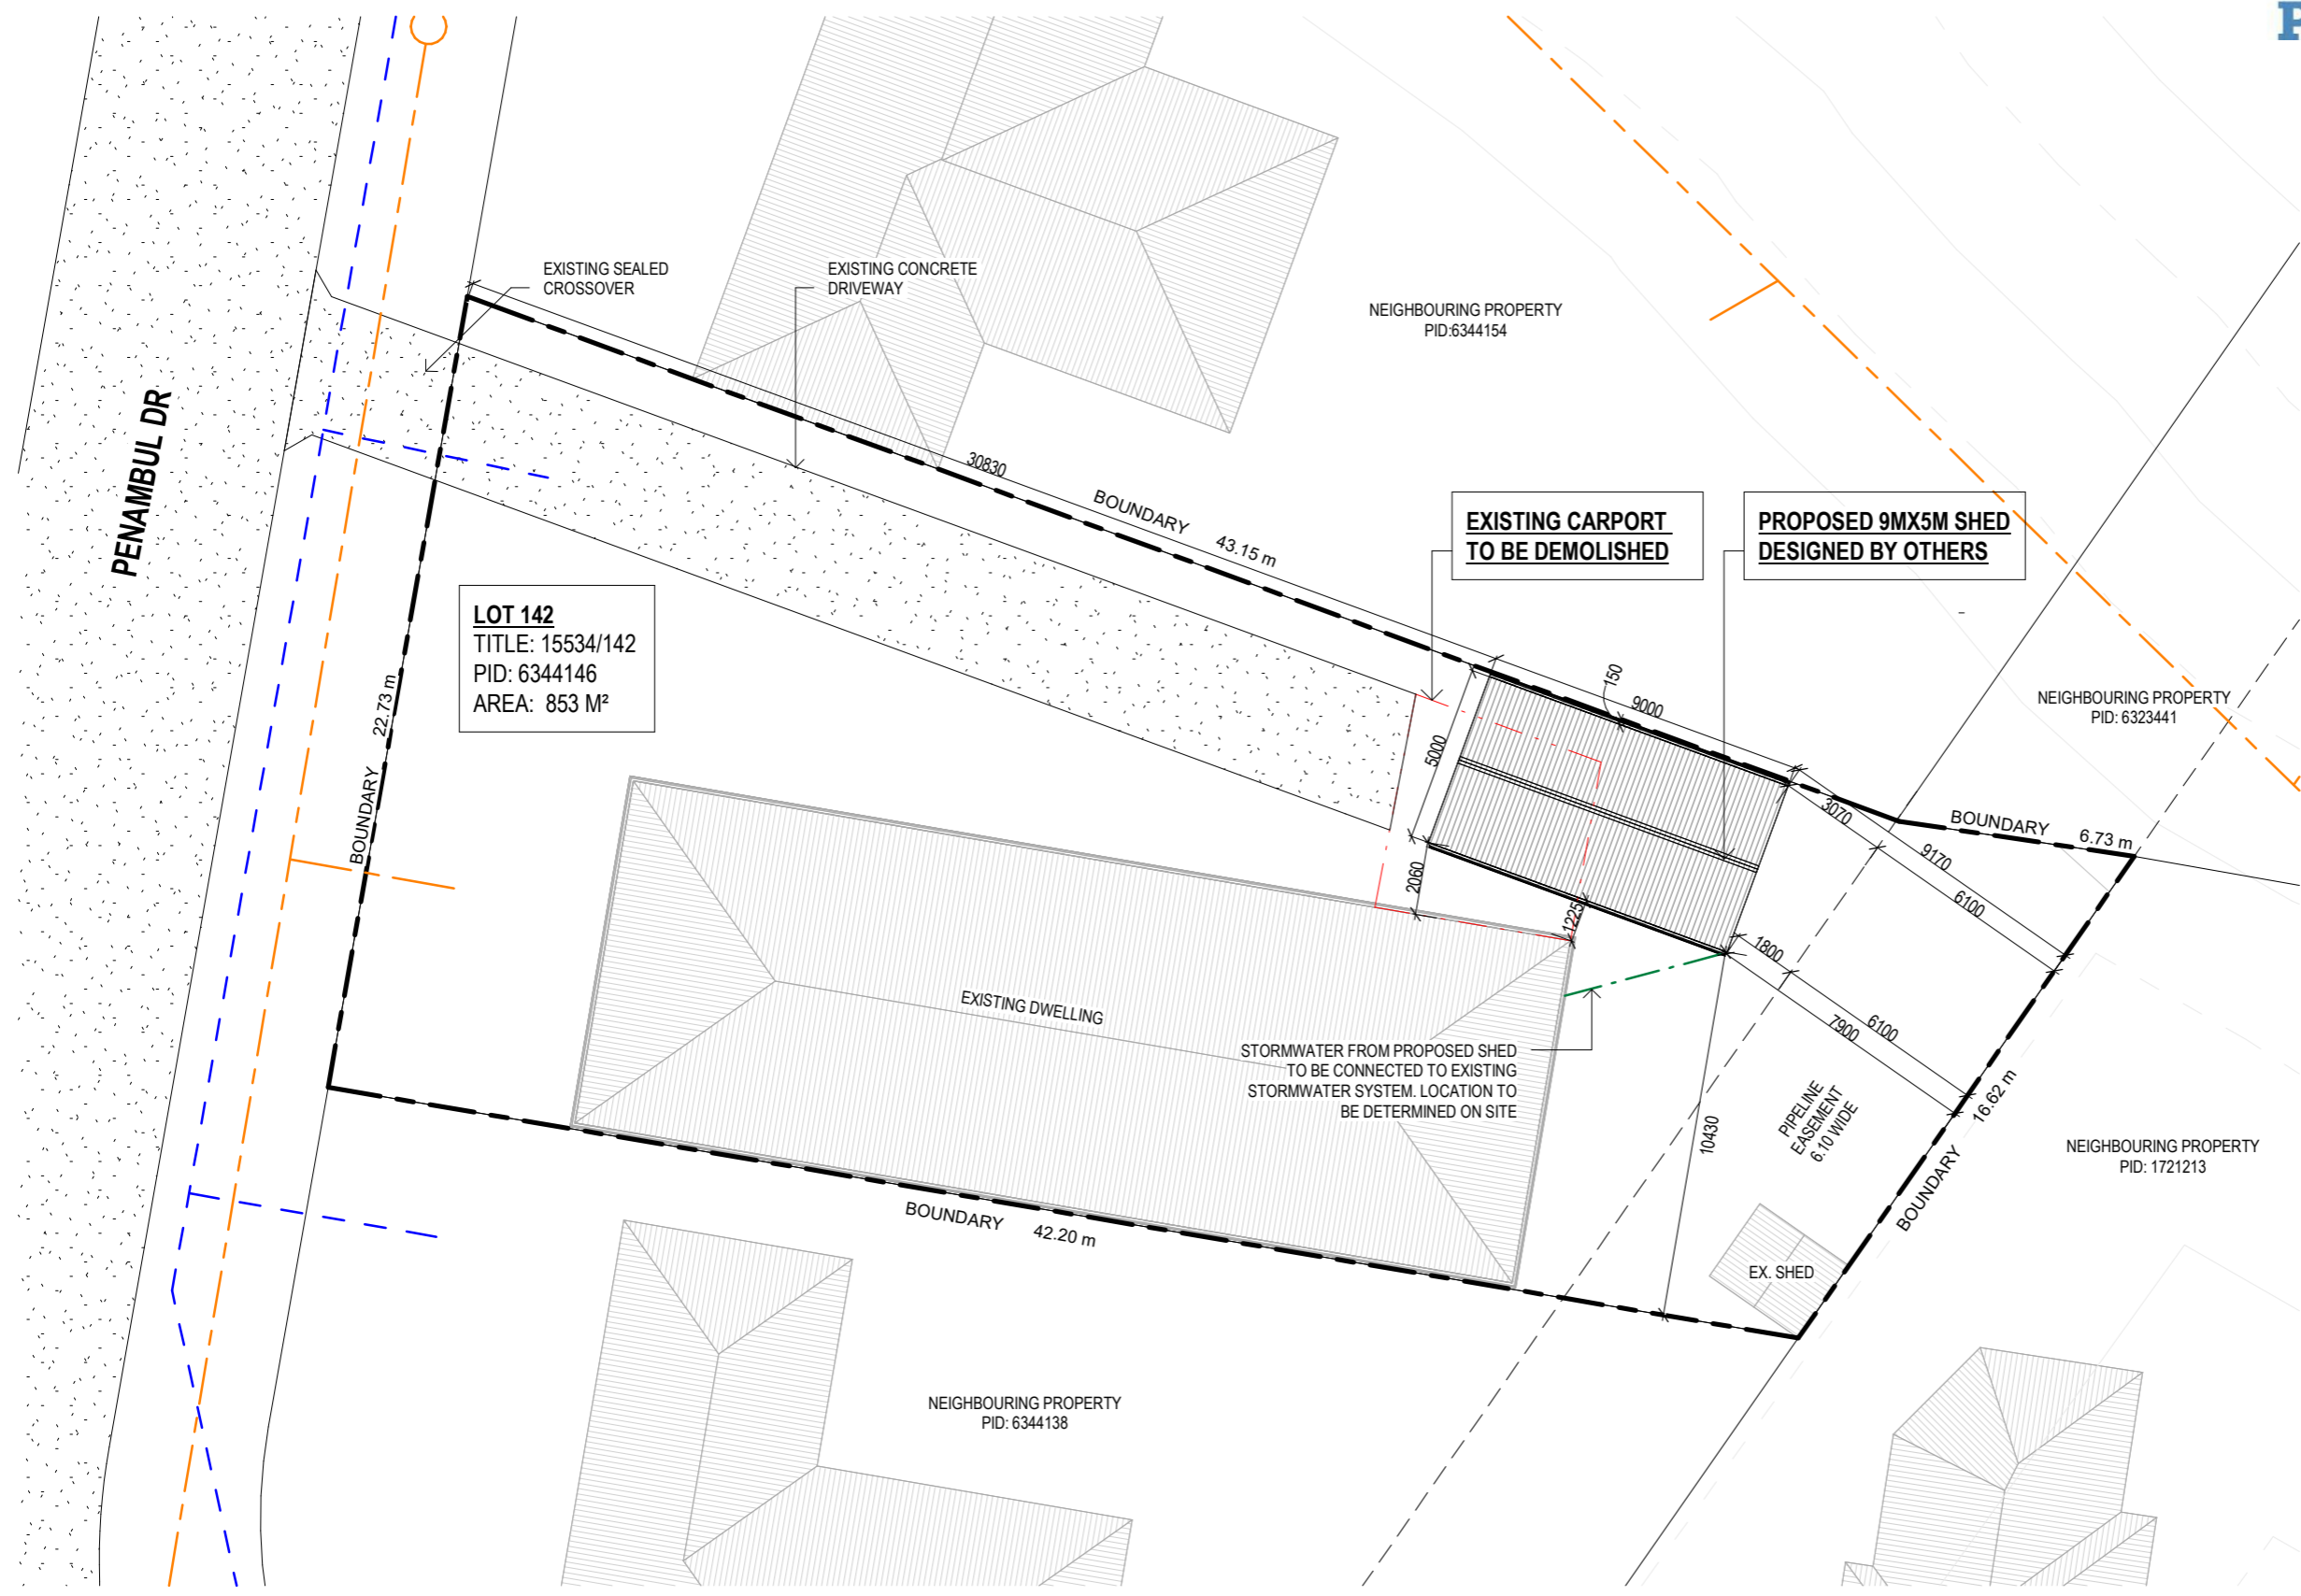 P
EXISTING SEALED
CROSSOVER
EXISTING CONCRETE
DRIVEWAY
NEIGHBOURING PROPERTY
PID:6344154
PENAMBUL DR
30830
BOUNDARY
43.15 m
EXISTING CARPORT
TO BE DEMOLISHED
PROPOSED 9MX5M SHED
DESIGNED BY OTHERS
LOT 142
TITLE: 15534/142
PID: 6344146
AREA: 853 M²
22.73 m
BOUNDARY
150
9000
5000
2060
1225
NEIGHBOURING PROPERTY
PID: 6323441
3070
BOUNDARY
6.73 m
9170
6100
1800
6100
7900
EXISTING DWELLING
STORMWATER FROM PROPOSED SHED
TO BE CONNECTED TO EXISTING
STORMWATER SYSTEM. LOCATION TO
BE DETERMINED ON SITE
10430
PIPELINE
EASEMENT
6.10 WIDE
16.62 m
BOUNDARY
NEIGHBOURING PROPERTY
PID: 1721213
BOUNDARY
42.20 m
EX. SHED
NEIGHBOURING PROPERTY
PID: 6344138